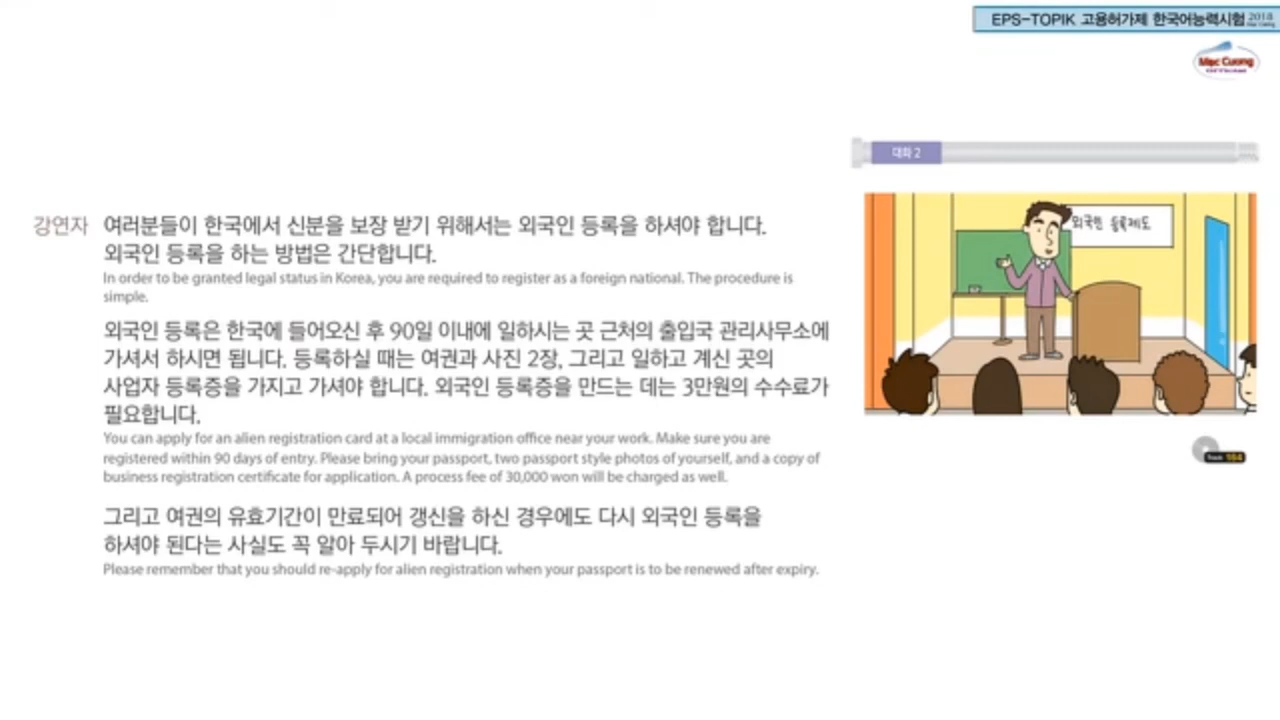 EPS-TOPIK 고용허가제 한국어능력시험 2018
Mạc Cương
대화 2
외국인 등록제도
강연자 여러분들이 한국에서 신분을 보장 받기 위해서는 외국인 등록을 하셔야 합니다.
외국인 등록을 하는 방법은 간단합니다.
In order to be granted legal status in Korea, you are required to register as a foreign national. The procedure is
simple.
외국인 등록은 한국에 들어오신 후 90일 이내에 일하시는 곳 근처의 출입국 관리사무소에
가셔서 하시면 됩니다. 등록하실 때는 여권과 사진 2장, 그리고 일하고 계신 곳의
사업자 등록증을 가지고 가셔야 합니다. 외국인 등록증을 만드는 데는 3만원의 수수료가
필요합니다.
You can apply for an alien registration card at a local immigration office near your work. Make sure you are
registered within 90 days of entry. Please bring your passport, two passport style photos of yourself, and a copy of
business registration certificate for application. A process fee of 30,000 won will be charged as well.
그리고 여권의 유효기간이 만료되어 갱신을 하신 경우에도 다시 외국인 등록을
하셔야 된다는 사실도 꼭 알아 두시기 바랍니다.
Please remember that you should re-apply for alien registration when your passport is to be renewed after expiry.
Track 164